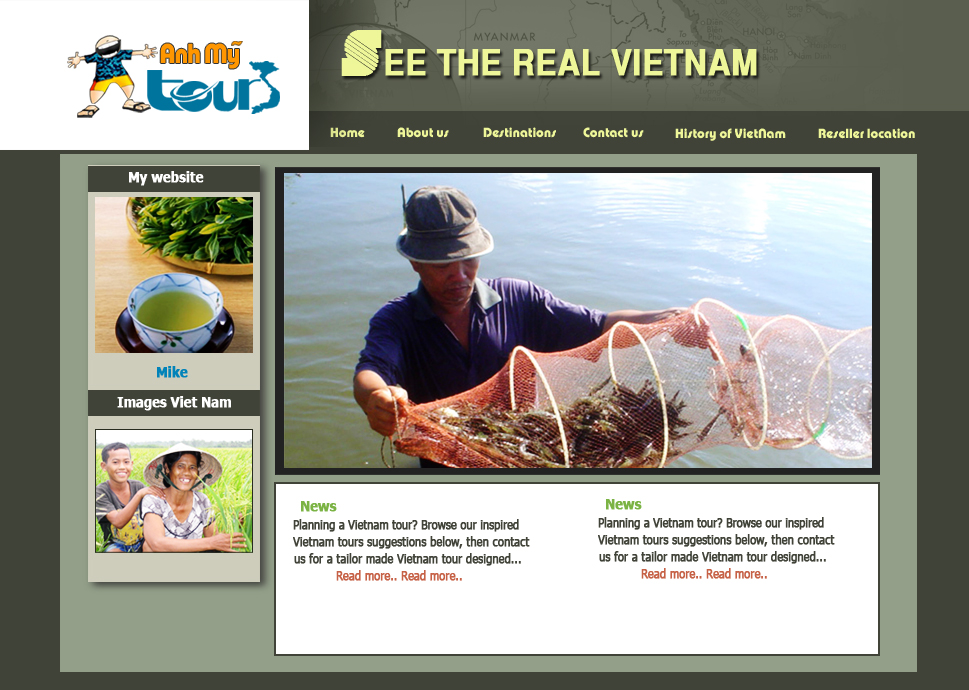 Anh Mỹ
tour
SEE THE REAL VIETNAM
MYANMAR
HANOI
Home About us Destinations Contact us History of VietNam Reseller location
My website
Mike
Images Viet Nam
News
Planning a Vietnam tour? Browse our inspired
Vietnam tours suggestions below, then contact
us for a tailor made Vietnam tour designed...
Read more.. Read more..
News
Planning a Vietnam tour? Browse our inspired
Vietnam tours suggestions below, then contact
us for a tailor made Vietnam tour designed...
Read more.. Read more..